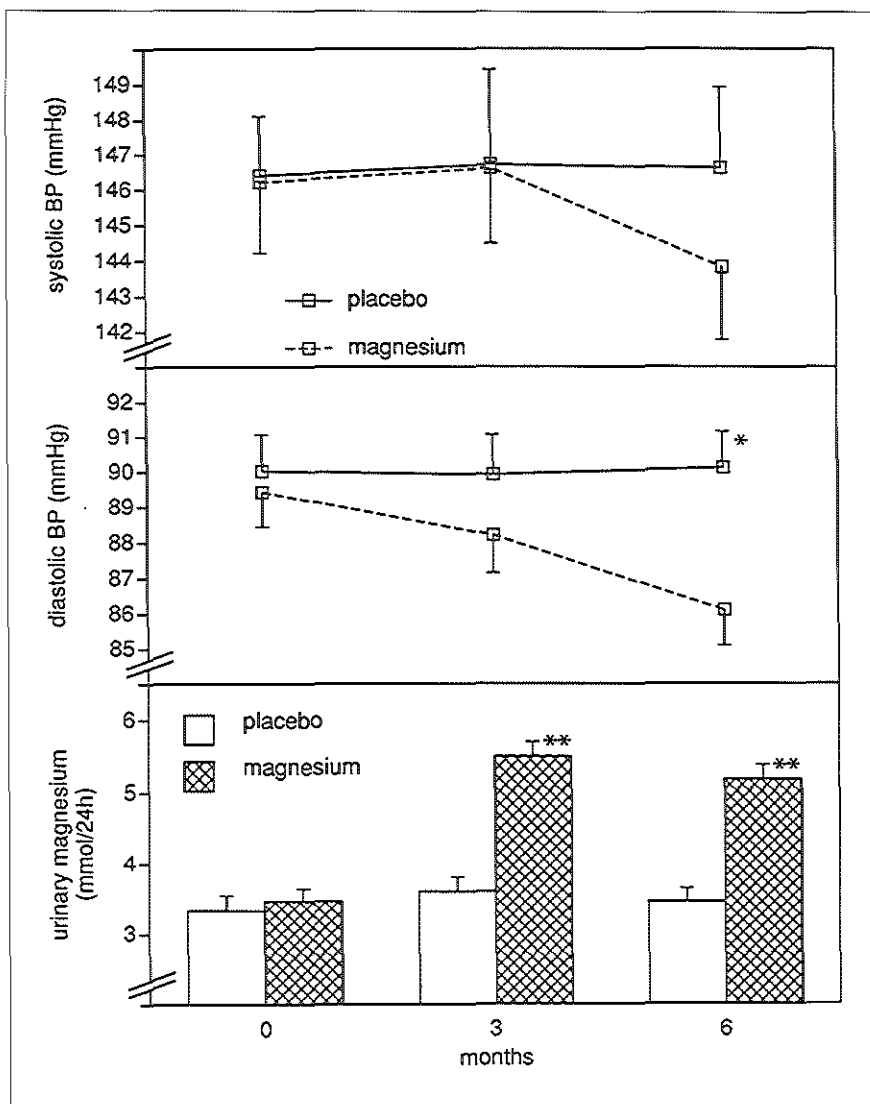 systolic BP (mmHg)
149
148
147
146
145
144
143
142
placebo
magnesium
diastolic BP (mmHg)
92
91
90
89
88
87
86
85
*
urinary magnesium
(mmol/24h)
6
5
4
3
placebo
magnesium
**
**
0 3 6
months